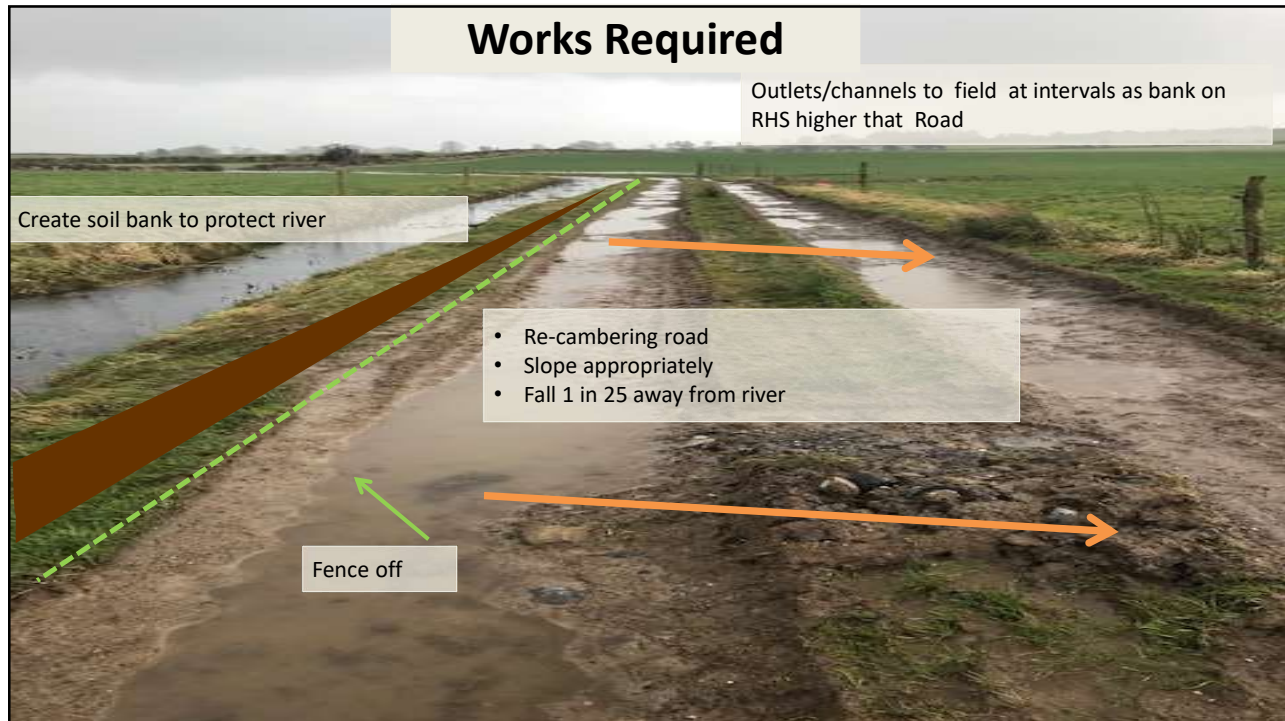 Works Required
Outlets/channels to field at intervals as bank on
RHS higher that Road
Create soil bank to protect river
• Re-cambering road
• Slope appropriately
• Fall 1 in 25 away from river
Fence off